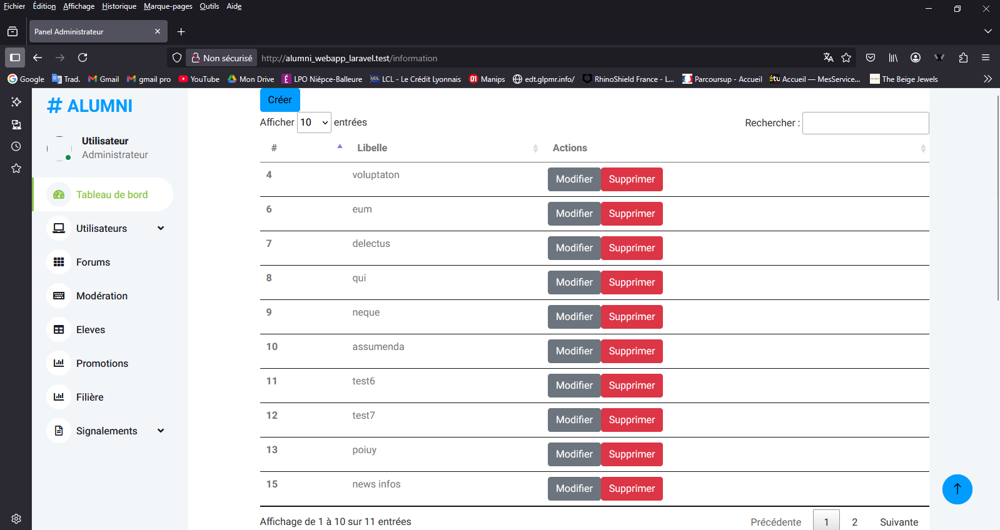 Fichier Édition Affichage Historique Marque-pages Outils Aide
Panel Administrateur
Non sécurisé http://alumni_webapp_laravel.test/information
Google Trad. Gmail gmail pro YouTube Mon Drive LPO Niépce-Balleure LCL - Le Crédit Lyonnais Manips edt.glpmr.info/ RhinoShield France - L... Parcoursup - Accueil Accueil — MesService... The Beige Jewels
# ALUMNI
Utilisateur
Administrateur
Tableau de bord
Utilisateurs
Forums
Modération
Eleves
Promotions
Filière
Signalements
Créer
Afficher 10 entrées Rechercher :
# Libelle Actions
4 voluptaton Modifier Supprimer
6 eum Modifier Supprimer
7 delectus Modifier Supprimer
8 qui Modifier Supprimer
9 neque Modifier Supprimer
10 assumenda Modifier Supprimer
11 test6 Modifier Supprimer
12 test7 Modifier Supprimer
13 poiuy Modifier Supprimer
15 news infos Modifier Supprimer
Affichage de 1 à 10 sur 11 entrées Précédente 1 2 Suivante